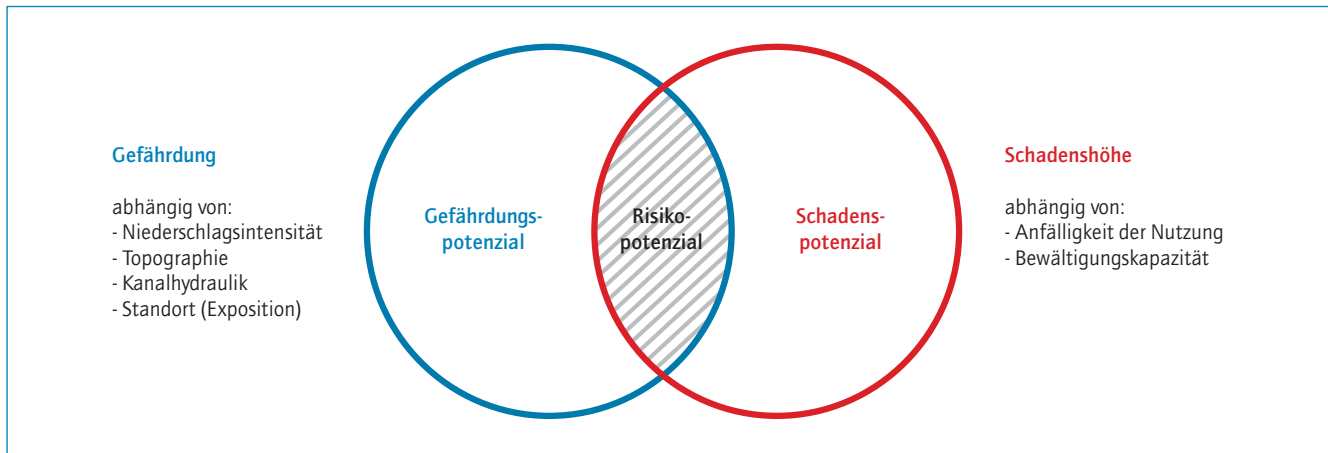 Gefährdung
abhängig von:
- Niederschlagsintensität
- Topographie
- Kanalhydraulik
- Standort (Exposition)
Gefährdungs-
potenzial
Risiko-
potenzial
Schadens-
potenzial
Schadenshöhe
abhängig von:
- Anfälligkeit der Nutzung
- Bewältigungskapazität